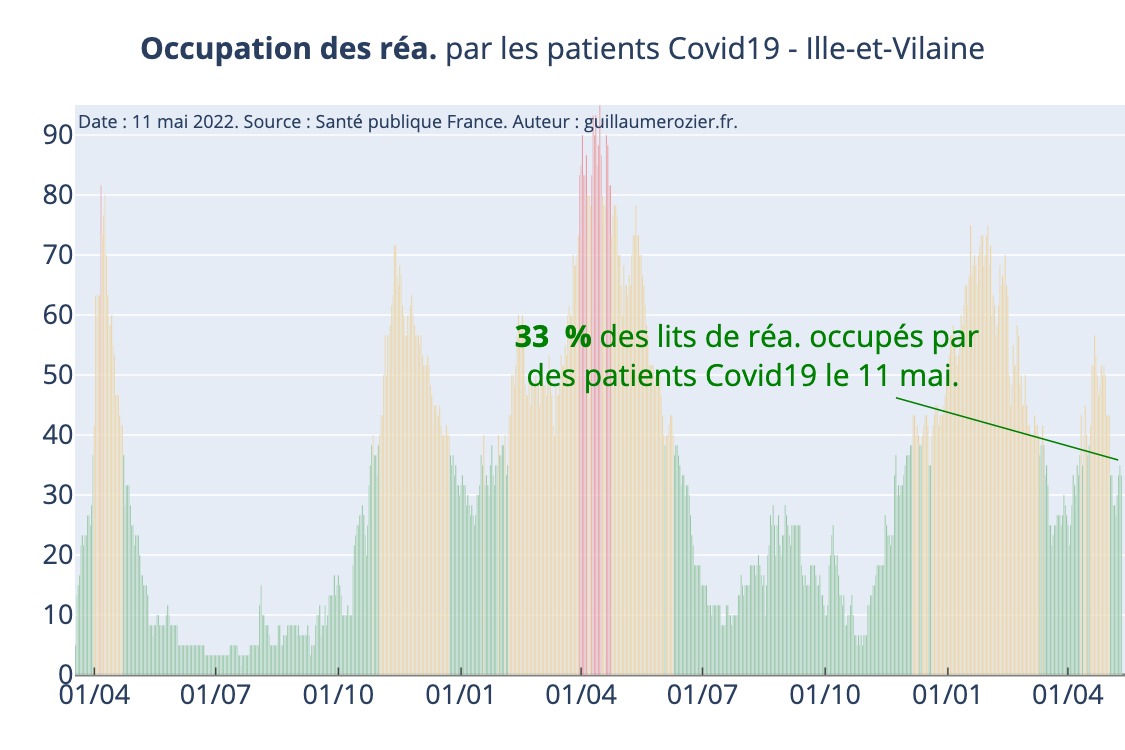 Occupation des réa. par les patients Covid19 - Ille-et-Vilaine
Date : 11 mai 2022. Source : Santé publique France. Auteur : guillaumerozier.fr.
90
80
70
60
33  % des lits de réa. occupés par
des patients Covid19 le 11 mai.
50
40
30
20
10
0
01/04 01/07 01/10 01/01 01/04 01/07 01/10 01/01 01/04